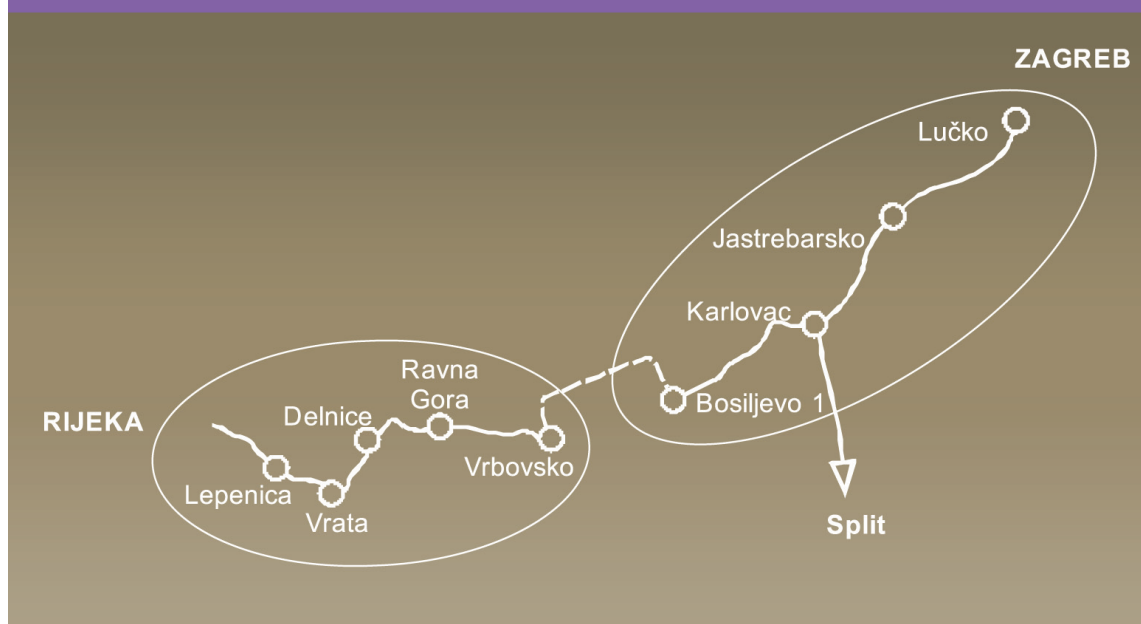 ZAGREB
Lučko
Jastrebarsko
Karlovac
Ravna
Gora
Delnice
Bosiljevo 1
RIJEKA
Vrbovsko
Lepenica
Vrata
Split